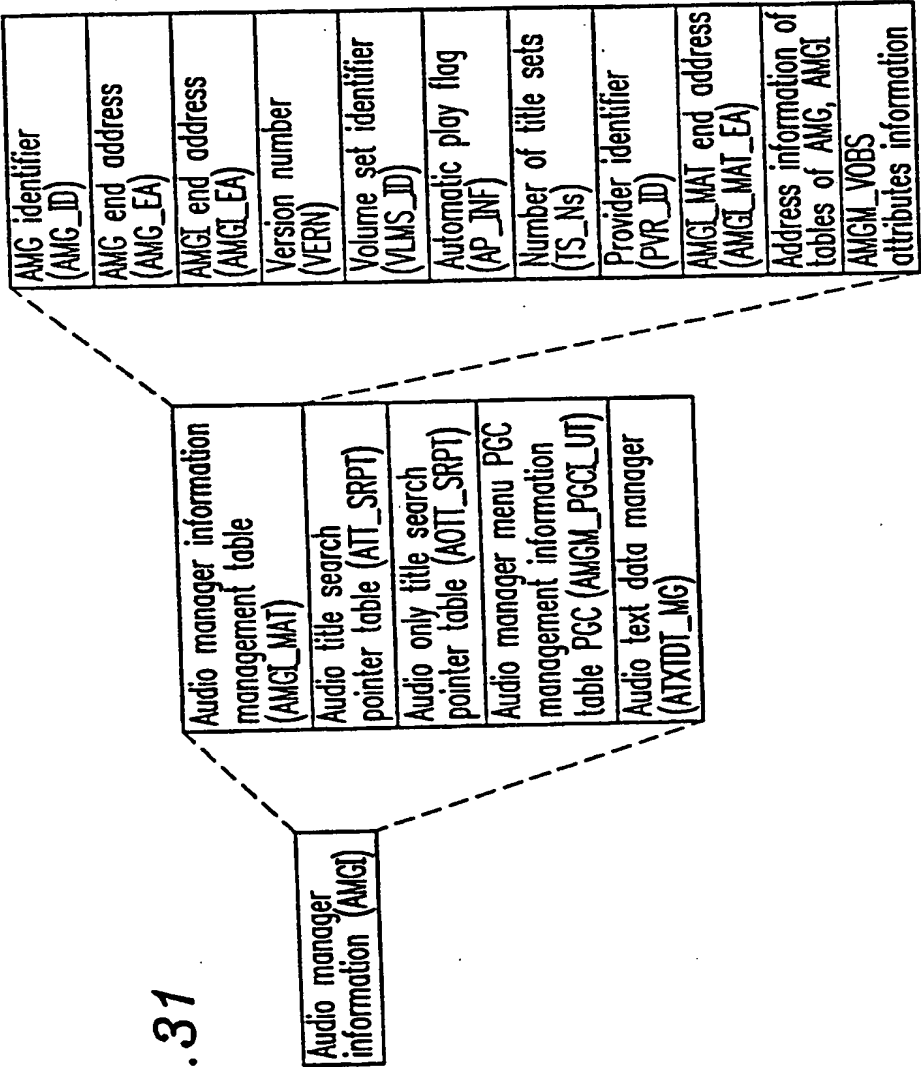 .31
Audio manager
information (AMGI)
Audio manager information
management table
(AMGI_MAT)
Audio title search
pointer table (ATT_SRPT)
Audio only title search
pointer table (AOTT_SRPT)
Audio manager menu PGC
management information
table PGC (AMGM_PGCI_UT)
Audio text data manager
(ATXTDT_MG)
AMG identifier
(AMG_ID)
AMG end address
(AMG_EA)
AMGI end address
(AMGI_EA)
Version number
(VERN)
Volume set identifier
(VLMS_ID)
Automatic play flag
(AP_INF)
Number of title sets
(TS_Ns)
Provider identifier
(PVR_ID)
AMGI_MAT end address
(AMGI_MAT_EA)
Address information of
tables of AMG, AMGI
AMGM_VOBS
attributes information